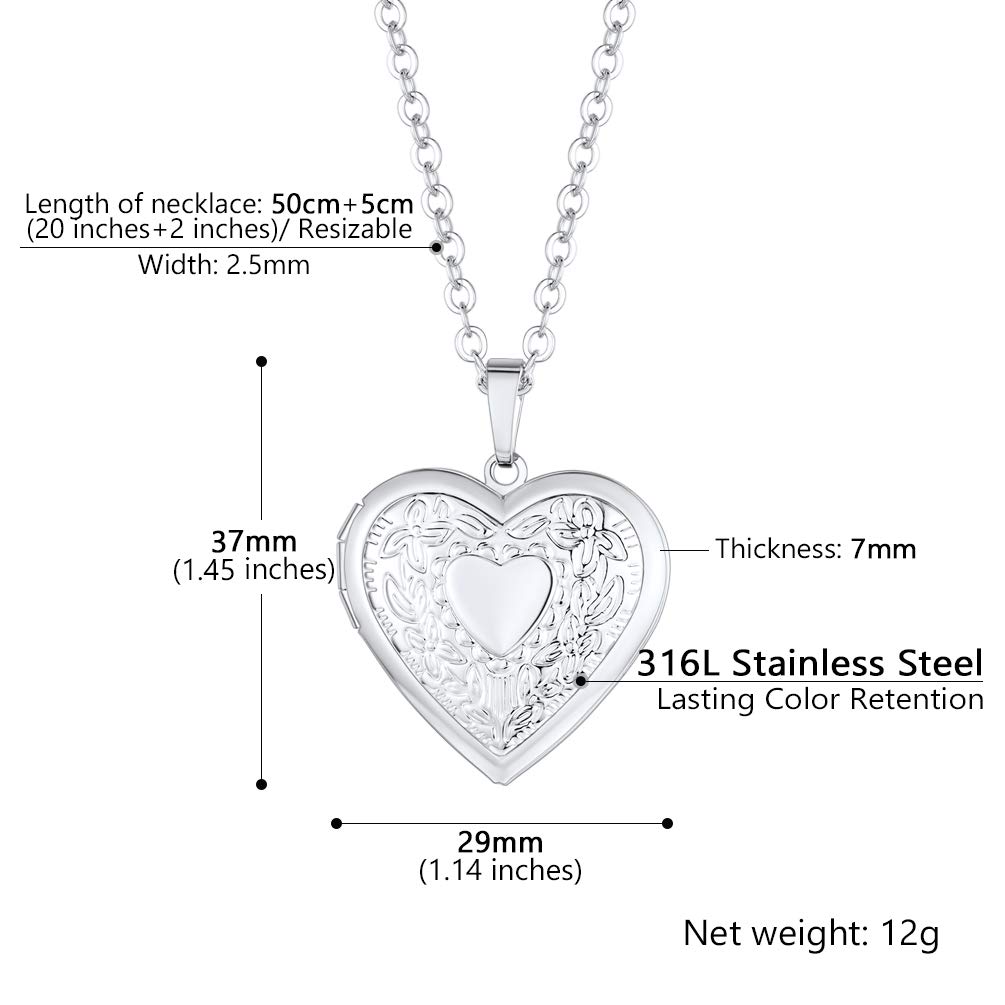 Length of necklace: 50cm+5cm
(20 inches+2 inches)/ Resizable
Width: 2.5mm
37mm
(1.45 inches)
Thickness: 7mm
316L Stainless Steel
Lasting Color Retention
29mm
(1.14 inches)
Net weight: 12g